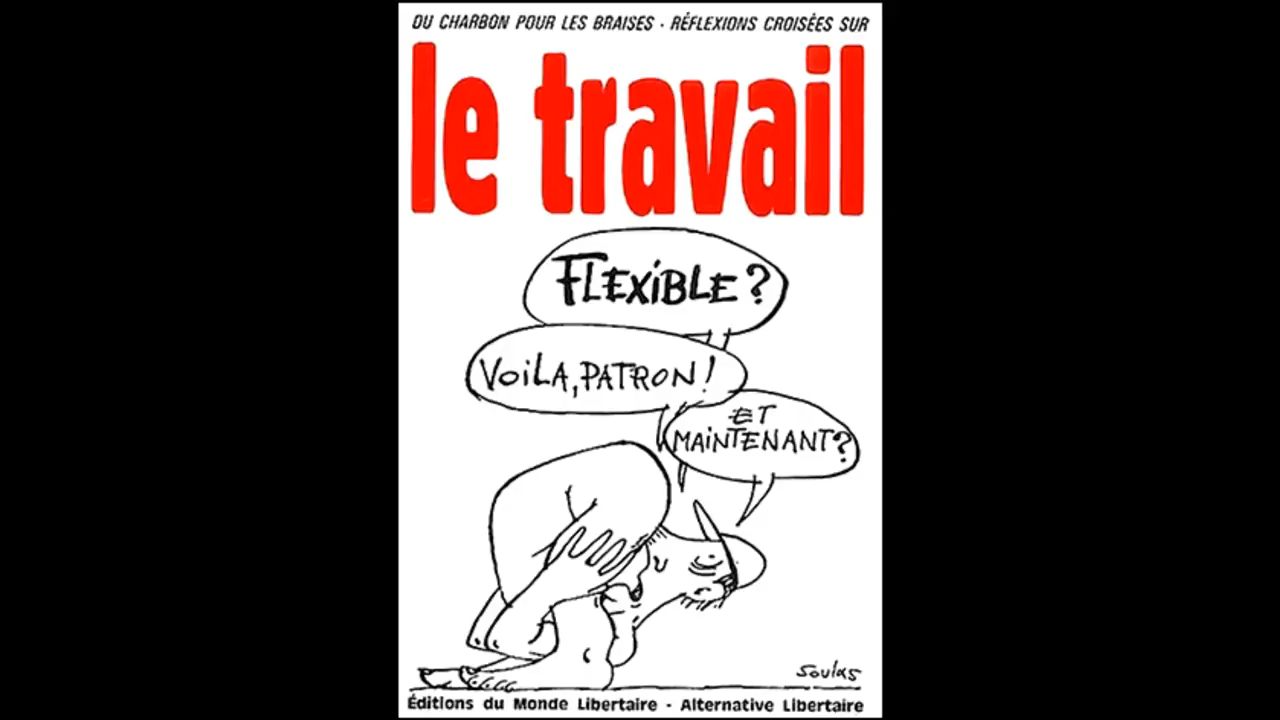 DU CHARBON POUR LES BRAISES · RÉFLEXIONS CROISÉES SUR
le travail
FLEXIBLE?
VOILA, PATRON!
ET
MAINTENANT?
Soulas
Éditions du Monde Libertaire - Alternative Libertaire